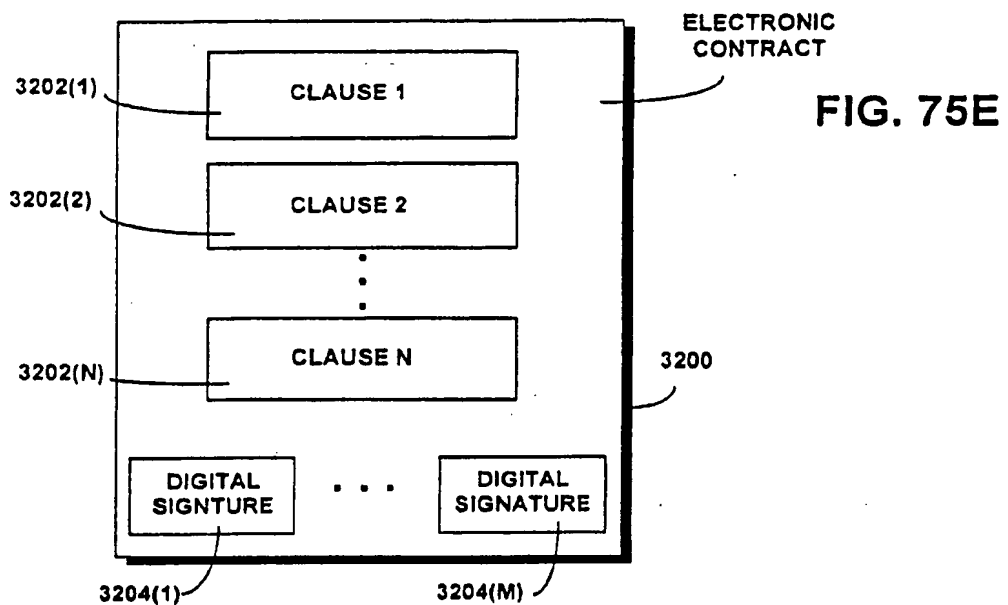 ELECTRONIC
CONTRACT
FIG. 75E
3202(1)
CLAUSE 1
3202(2)
CLAUSE 2
3202(N)
CLAUSE N
3200
DIGITAL
SIGNTURE
. . .
DIGITAL
SIGNATURE
3204(1)
3204(M)